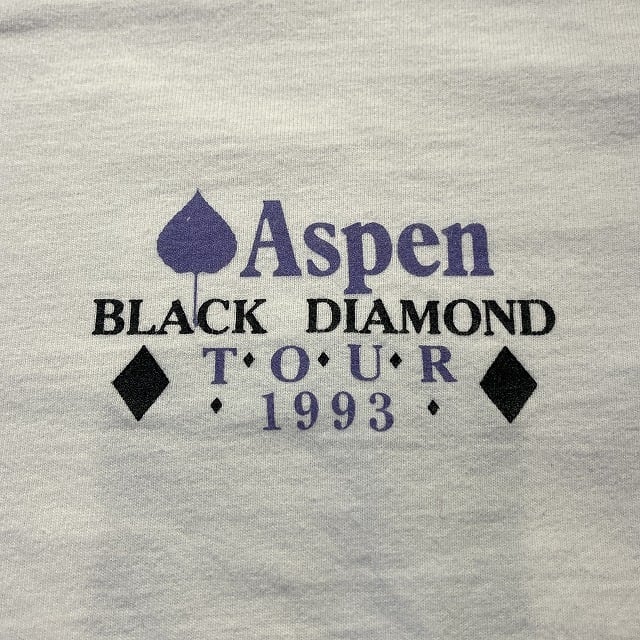 Aspen
BLACK DIAMOND
T♦O♦U♦R
1993